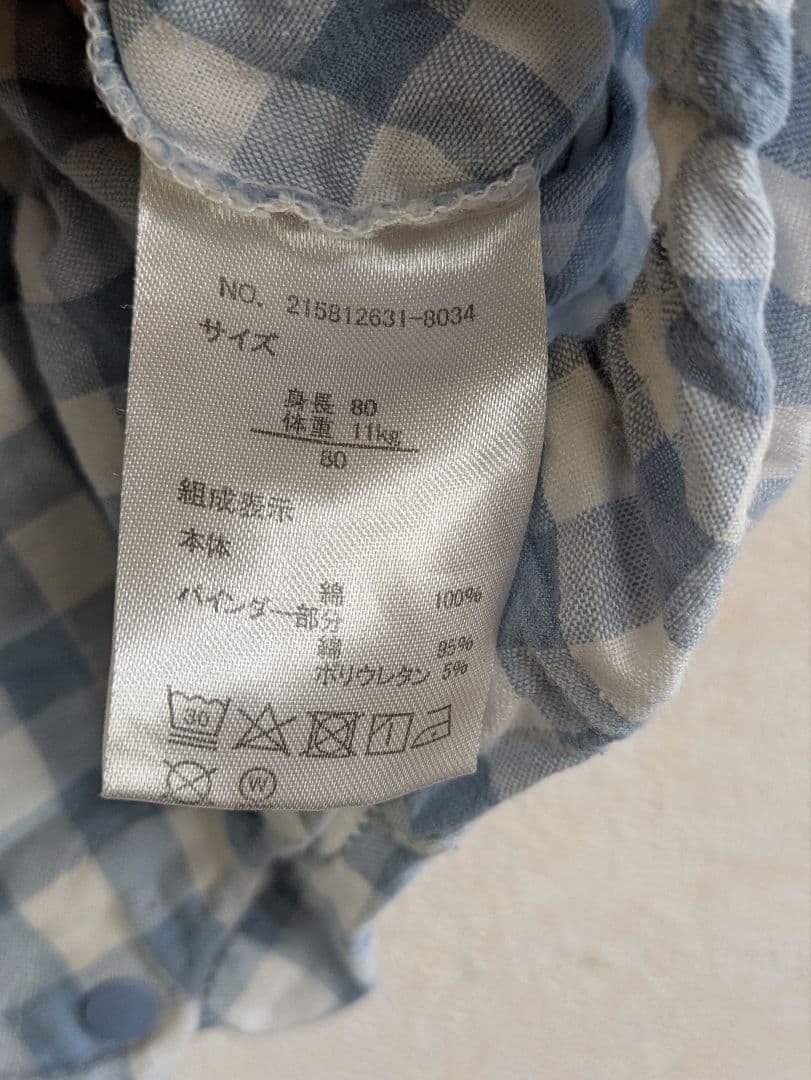 NO. 215812631-8034
サイズ
身長 80
体重 11kg
80
組成表示
本体
綿 100%
バインダー部分
綿 95%
ポリウレタン 5%
30
W